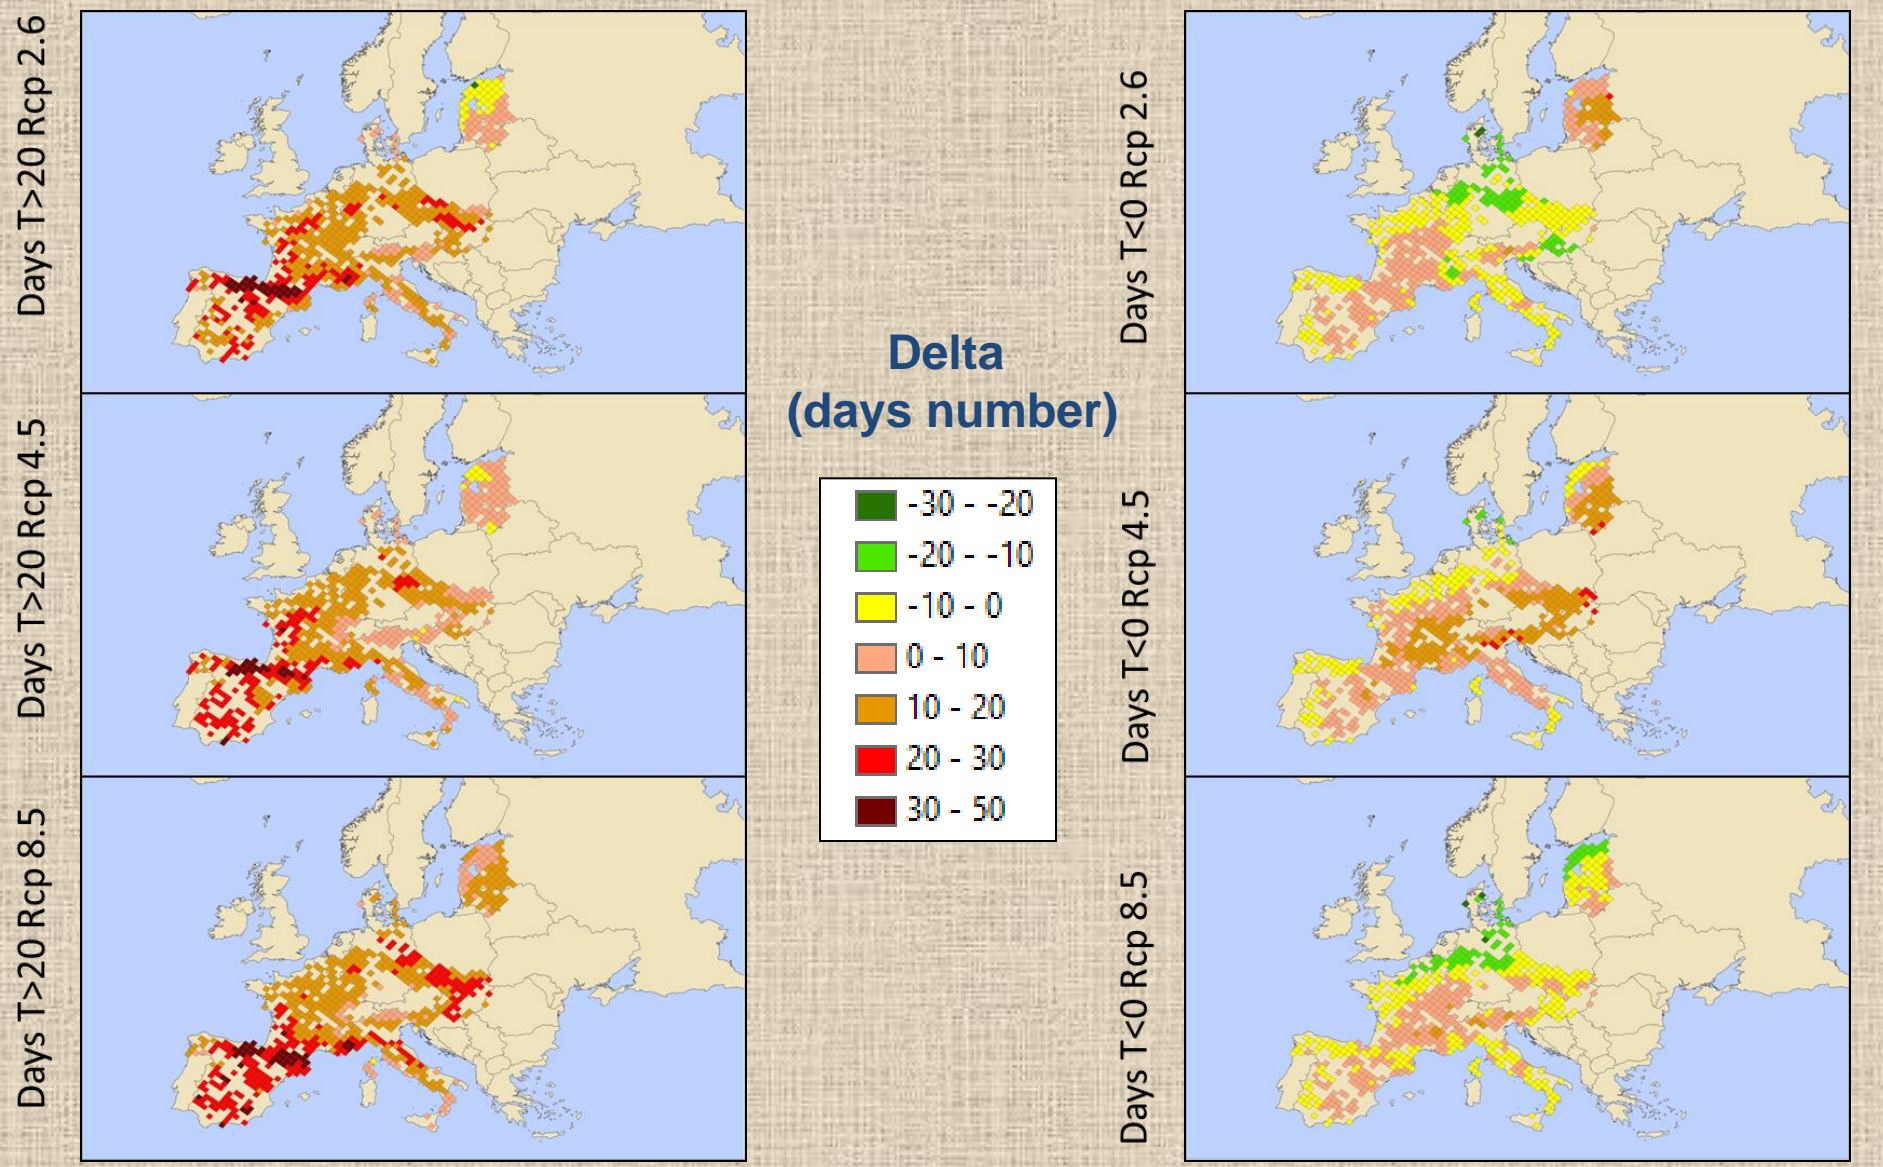 Days T>20 Rcp 2.6
Days T>20 Rcp 4.5
Days T>20 Rcp 8.5
Delta
(days number)
-30 - -20
-20 - -10
-10 - 0
0 - 10
10 - 20
20 - 30
30 - 50
Days T<0 Rcp 2.6
Days T<0 Rcp 4.5
Days T<0 Rcp 8.5